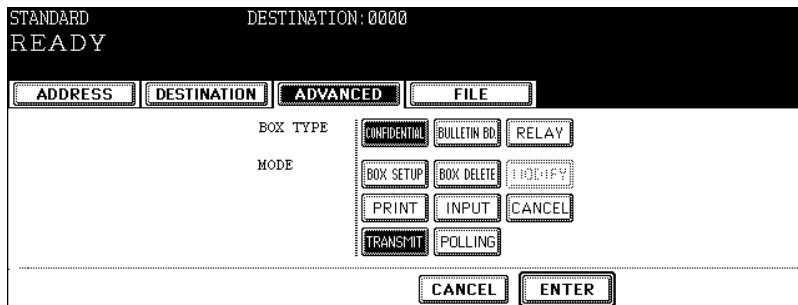 STANDARD DESTINATION:0000
READY
ADDRESS DESTINATION ADVANCED FILE
BOX TYPE CONFIDENTIAL BULLETIN BD. RELAY
MODE BOX SETUP BOX DELETE MODIFY
PRINT INPUT CANCEL
TRANSMIT POLLING
CANCEL ENTER